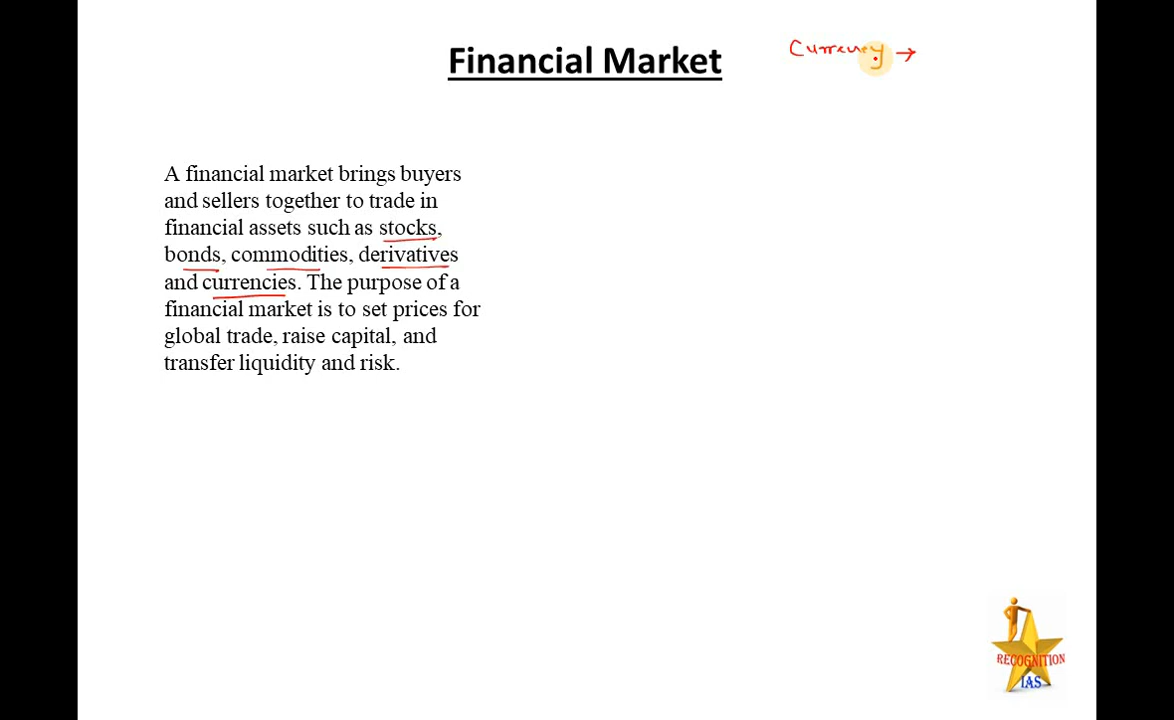 Financial Market
Currency →
A financial market brings buyers
and sellers together to trade in
financial assets such as stocks,
bonds, commodities, derivatives
and currencies. The purpose of a
financial market is to set prices for
global trade, raise capital, and
transfer liquidity and risk.
RECOGNITION
IAS